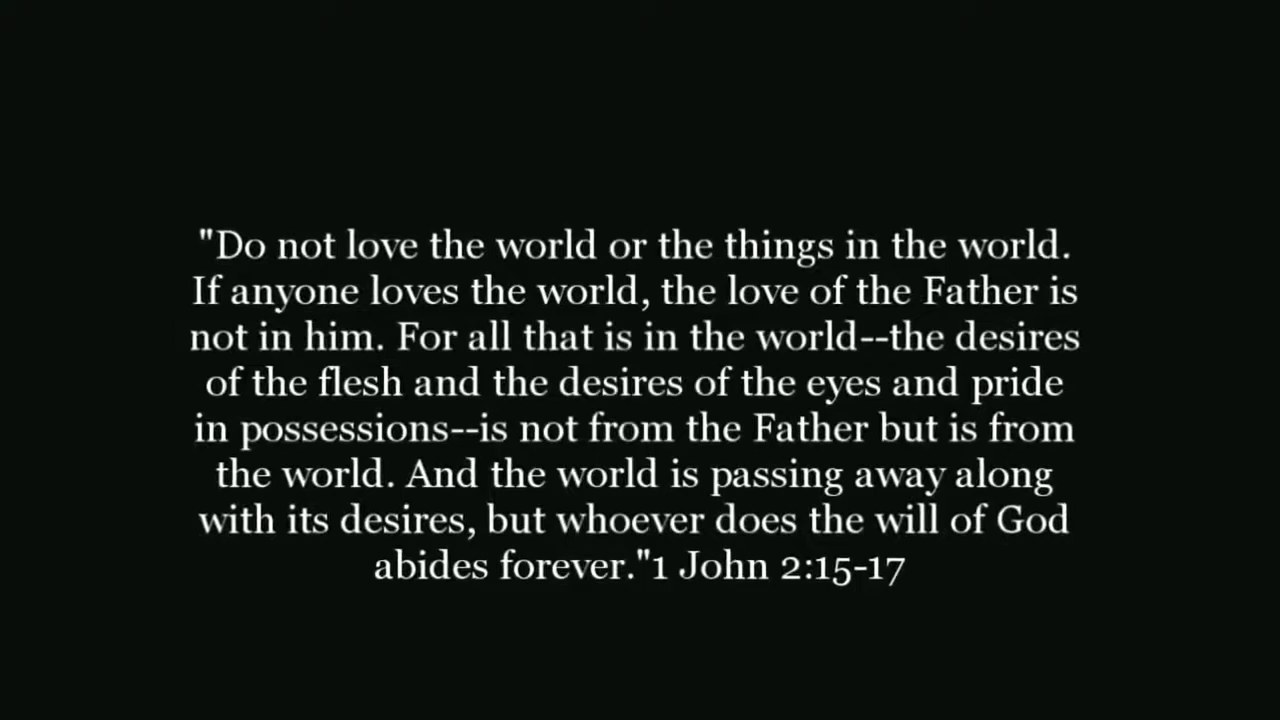 "Do not love the world or the things in the world.
If anyone loves the world, the love of the Father is
not in him. For all that is in the world--the desires
of the flesh and the desires of the eyes and pride
in possessions--is not from the Father but is from
the world. And the world is passing away along
with its desires, but whoever does the will of God
abides forever."1 John 2:15-17